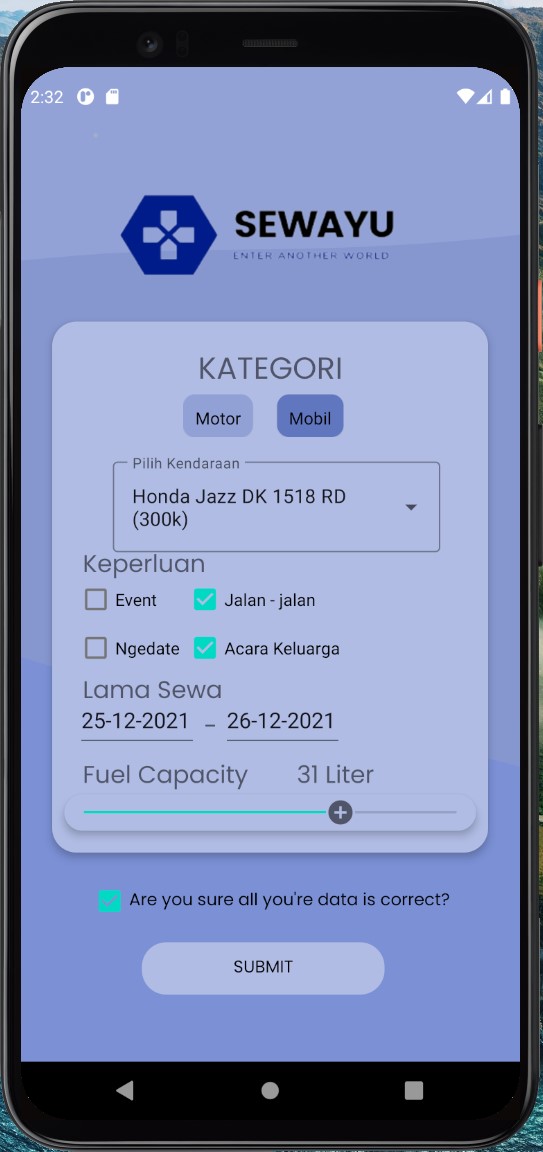 2:32
SEWAYU
ENTER ANOTHER WORLD
KATEGORI
Motor Mobil
Pilih Kendaraan
Honda Jazz DK 1518 RD
(300k)
Keperluan
Event Jalan - jalan
Ngedate Acara Keluarga
Lama Sewa
25-12-2021 – 26-12-2021
Fuel Capacity 31 Liter
Are you sure all you're data is correct?
SUBMIT